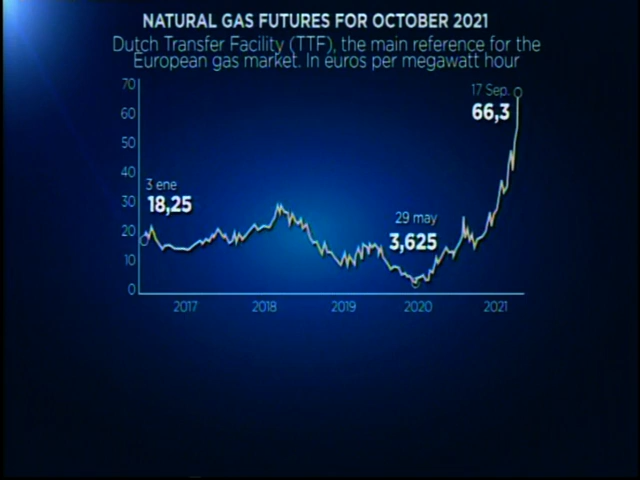 NATURAL GAS FUTURES FOR OCTOBER 2021
Dutch Transfer Facility (TTF), the main reference for the
European gas market. In euros per megawatt hour
70
60
50
40
30
20
10
0
17 Sep.
66,3
3 ene
18,25
29 may
3,625
2017
2018
2019
2020
2021